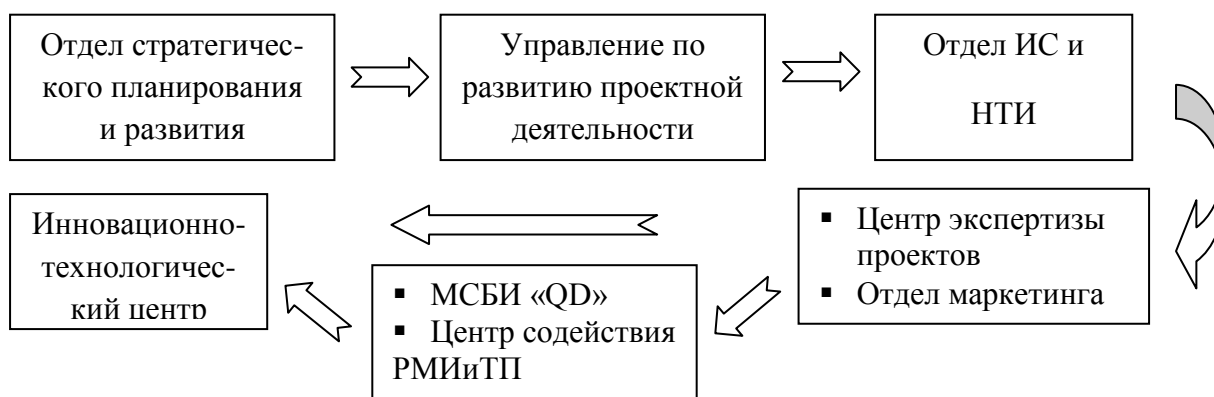 Отдел стратегичес-
кого планирования
и развития
Управление по
развитию проектной
деятельности
Отдел ИС и
НТИ
Инновационно-
технологичес-
кий центр
▪ МСБИ «QD»
▪ Центр содействия
РМИиТП
▪ Центр экспертизы
проектов
▪ Отдел маркетинга